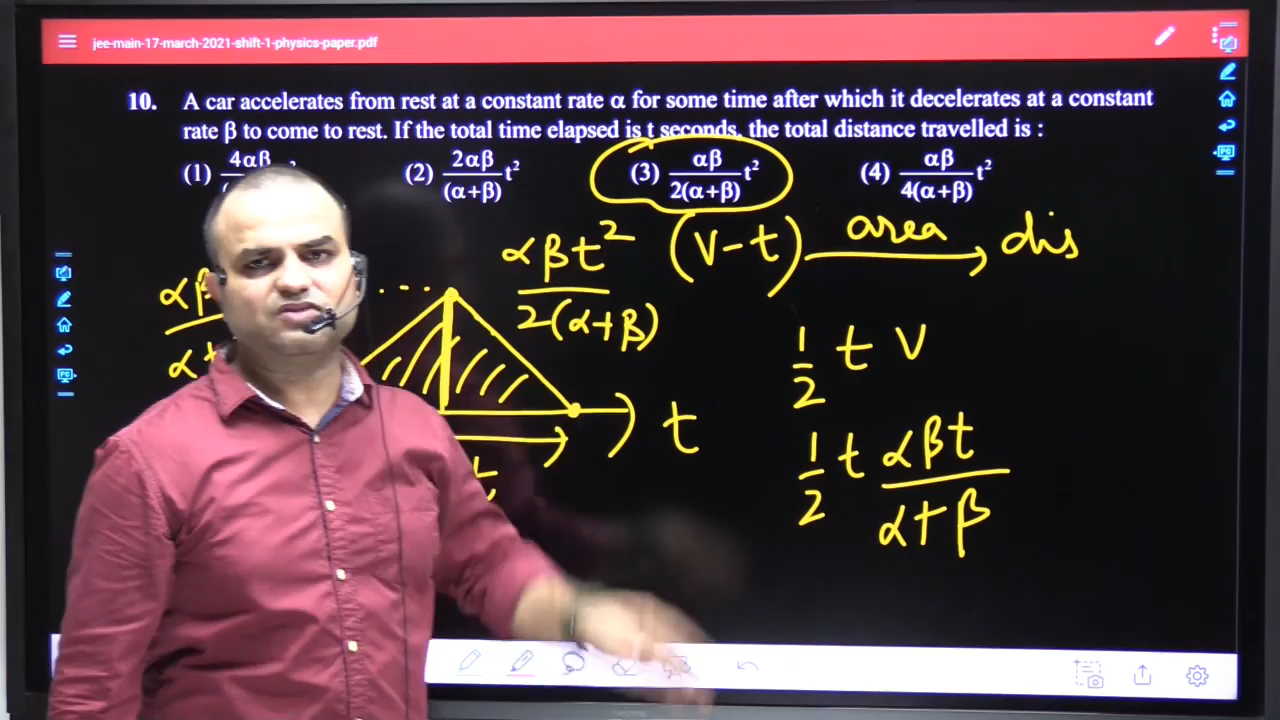 jee-main-17-march-2021-shift-1-physics-paper.pdf
10. A car accelerates from rest at a constant rate α for some time after which it decelerates at a constant
rate β to come to rest. If the total time elapsed is t seconds, the total distance travelled is :
(1) 4αβ
(2) 2αβ/(α+β) t²
(3) αβ/2(α+β) t²
(4) αβ/4(α+β) t²
αβt²/2(α+β)
(v-t) area → dis
αβ
α+
½ t v
t
t
½ t αβt/α+β